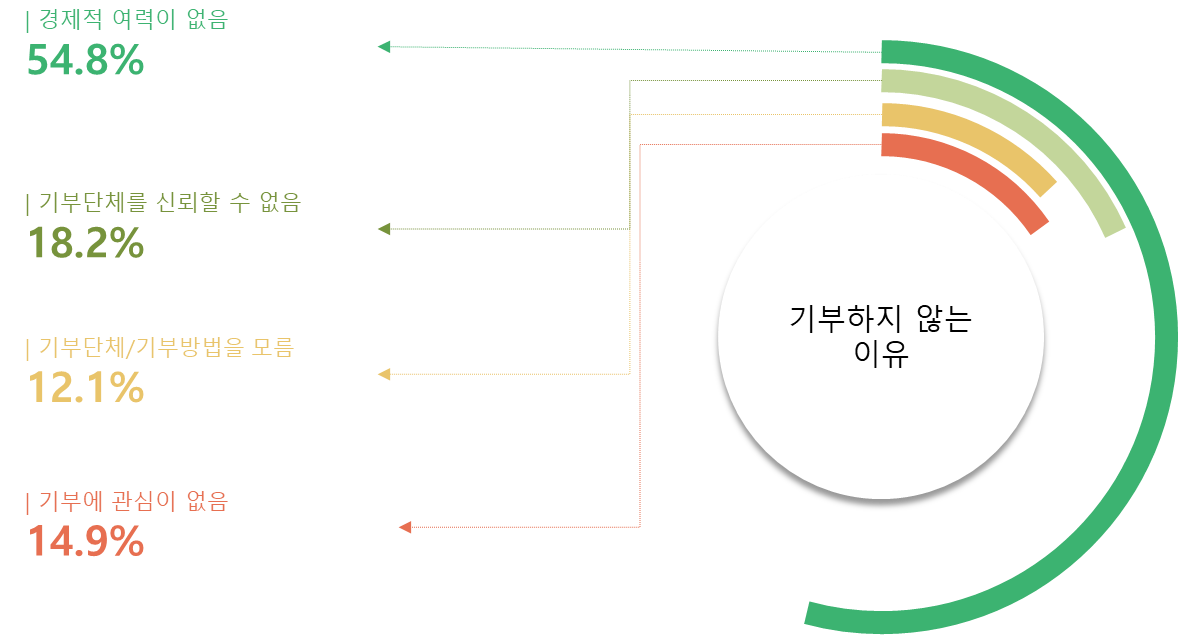 | 경제적 여력이 없음
54.8%
| 기부단체를 신뢰할 수 없음
18.2%
| 기부단체/기부방법을 모름
12.1%
| 기부에 관심이 없음
14.9%
기부하지 않는
이유